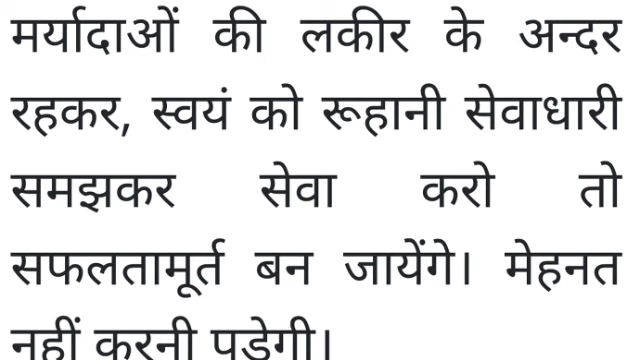 मर्यादाओं की लकीर के अन्दर
रहकर, स्वयं को रूहानी सेवाधारी
समझकर सेवा करो तो
सफलतामूर्त बन जायेंगे। मेहनत
नहीं करनी पड़ेगी।